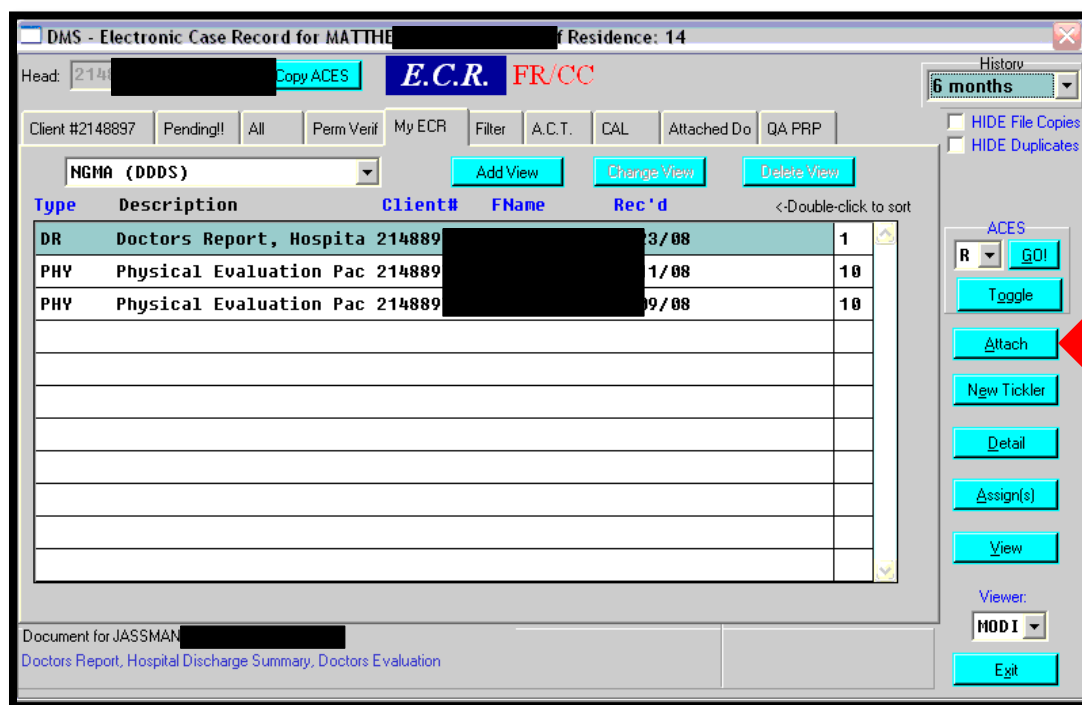 DMS - Electronic Case Record for MATTHE f Residence: 14
Head: 214 Copy ACES E.C.R. FR/CC
History
6 months
Client #2148897 Pending!! All Perm Verif My ECR Filter A.C.T. CAL Attached Do QA PRP
HIDE File Copies
HIDE Duplicates
NGMA (DDDS) Add View Change View Delete View
Type Description Client# FName Rec'd <-Double-click to sort
DR Doctors Report, Hospita 214889 23/08 1
PHY Physical Evaluation Pac 214889 1/08 10
PHY Physical Evaluation Pac 214889 09/08 10
ACES
R GO!
Toggle
Attach
New Tickler
Detail
Assign(s)
View
Viewer:
MODI
Exit
Document for JASSMAN
Doctors Report, Hospital Discharge Summary, Doctors Evaluation